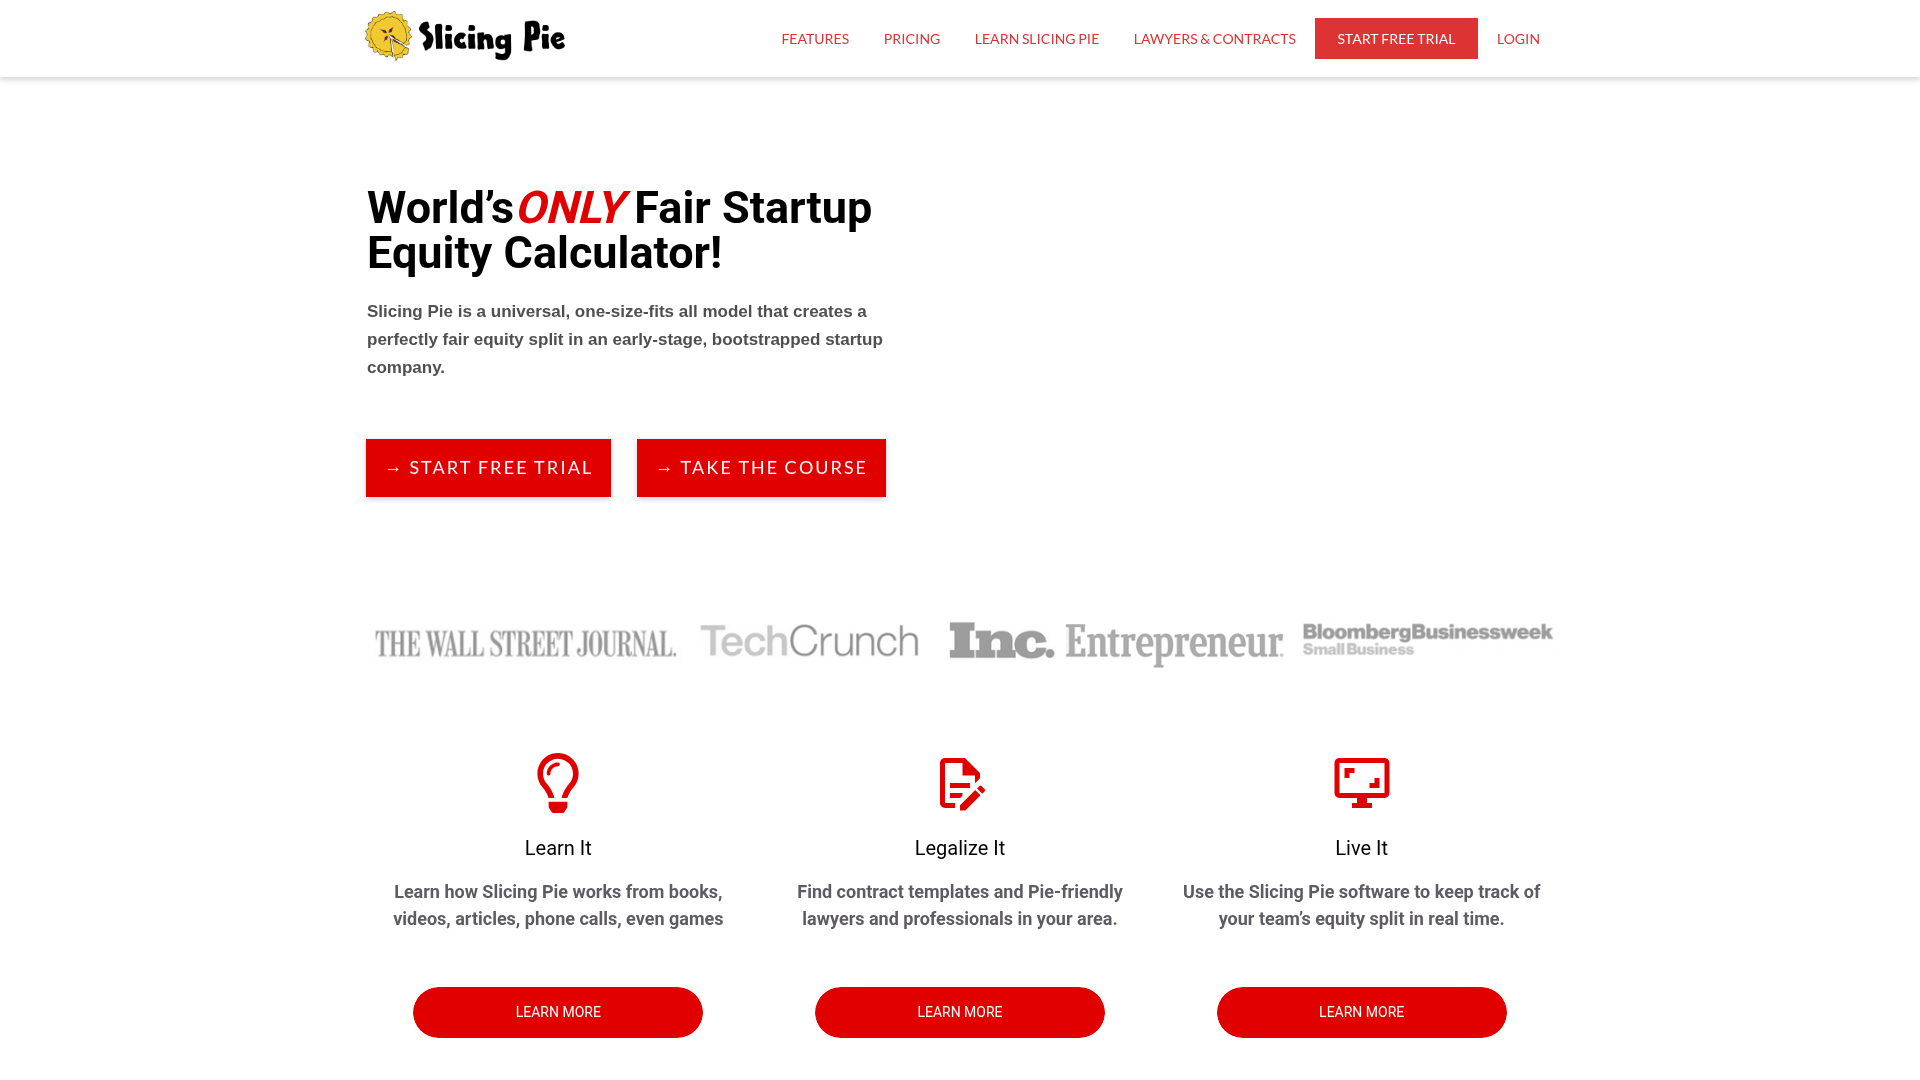 Slicing Pie
FEATURES
PRICING
LEARN SLICING PIE
LAWYERS & CONTRACTS
START FREE TRIAL
LOGIN
World’s ONLY Fair Startup
Equity Calculator!
Slicing Pie is a universal, one-size-fits all model that creates a
perfectly fair equity split in an early-stage, bootstrapped startup
company.
→ START FREE TRIAL
→ TAKE THE COURSE
THE WALL STREET JOURNAL.
TechCrunch
Inc.
Entrepreneur
BloombergBusinessweek
Small Business
Learn It
Learn how Slicing Pie works from books,
videos, articles, phone calls, even games
LEARN MORE
Legalize It
Find contract templates and Pie-friendly
lawyers and professionals in your area.
LEARN MORE
Live It
Use the Slicing Pie software to keep track of
your team’s equity split in real time.
LEARN MORE